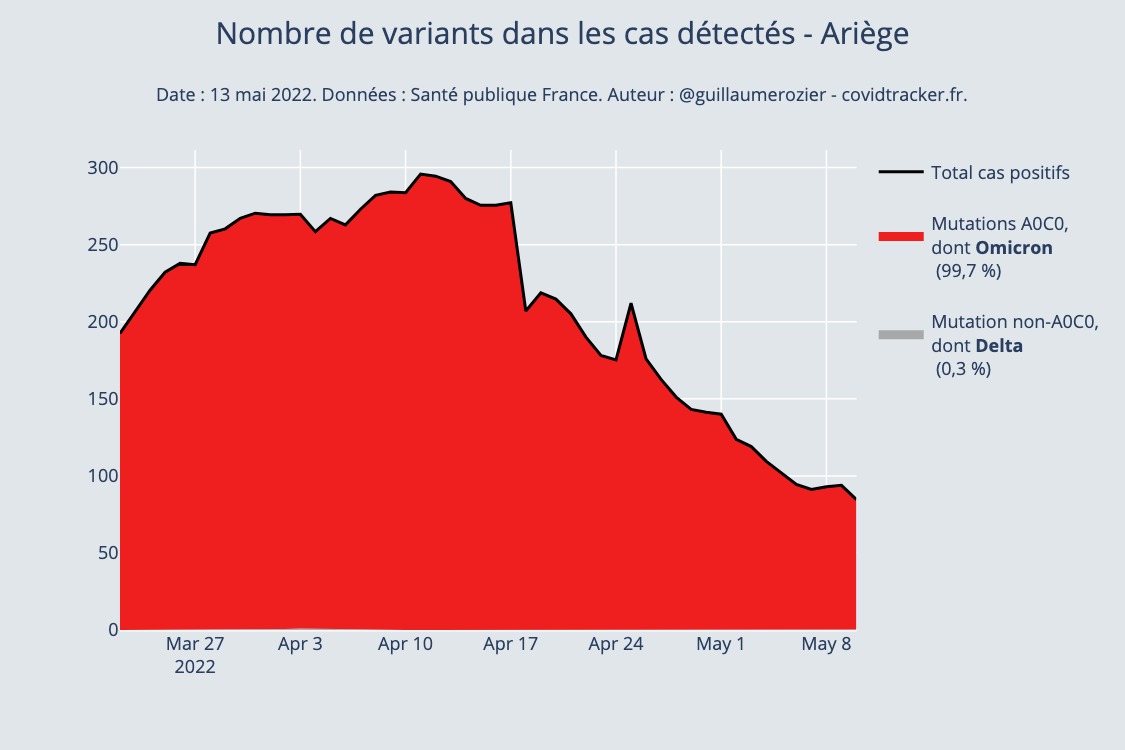 Nombre de variants dans les cas détectés - Ariège
Date : 13 mai 2022. Données : Santé publique France. Auteur : @guillaumerozier - covidtracker.fr.
300
250
200
150
100
50
0
Mar 27
2022
Apr 3
Apr 10
Apr 17
Apr 24
May 1
May 8
Total cas positifs
Mutations A0C0,
dont Omicron
(99,7 %)
Mutation non-A0C0,
dont Delta
(0,3 %)